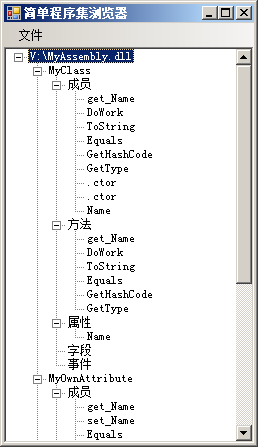 简单程序集浏览器
文件
V:\MyAssembly.dll
MyClass
成员
get_Name
DoWork
ToString
Equals
GetHashCode
GetType
.ctor
.ctor
Name
方法
get_Name
DoWork
ToString
Equals
GetHashCode
GetType
属性
Name
字段
事件
MyOwnAttribute
成员
get_Name
set_Name
Equals